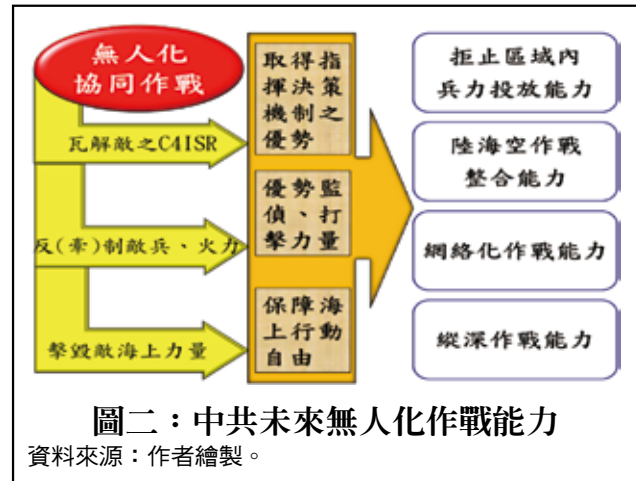 無人化
協同作戰
瓦解敵之C4ISR
反(牽)制敵兵、火力
擊毀敵海上力量
取得指
揮決策
機制之
優勢
優勢監
偵、打
擊力量
保障海
上行動
自由
拒止區域內
兵力投放能力
陸海空作戰
整合能力
網絡化作戰能力
縱深作戰能力
圖二：中共未來無人化作戰能力
資料來源：作者繪製。